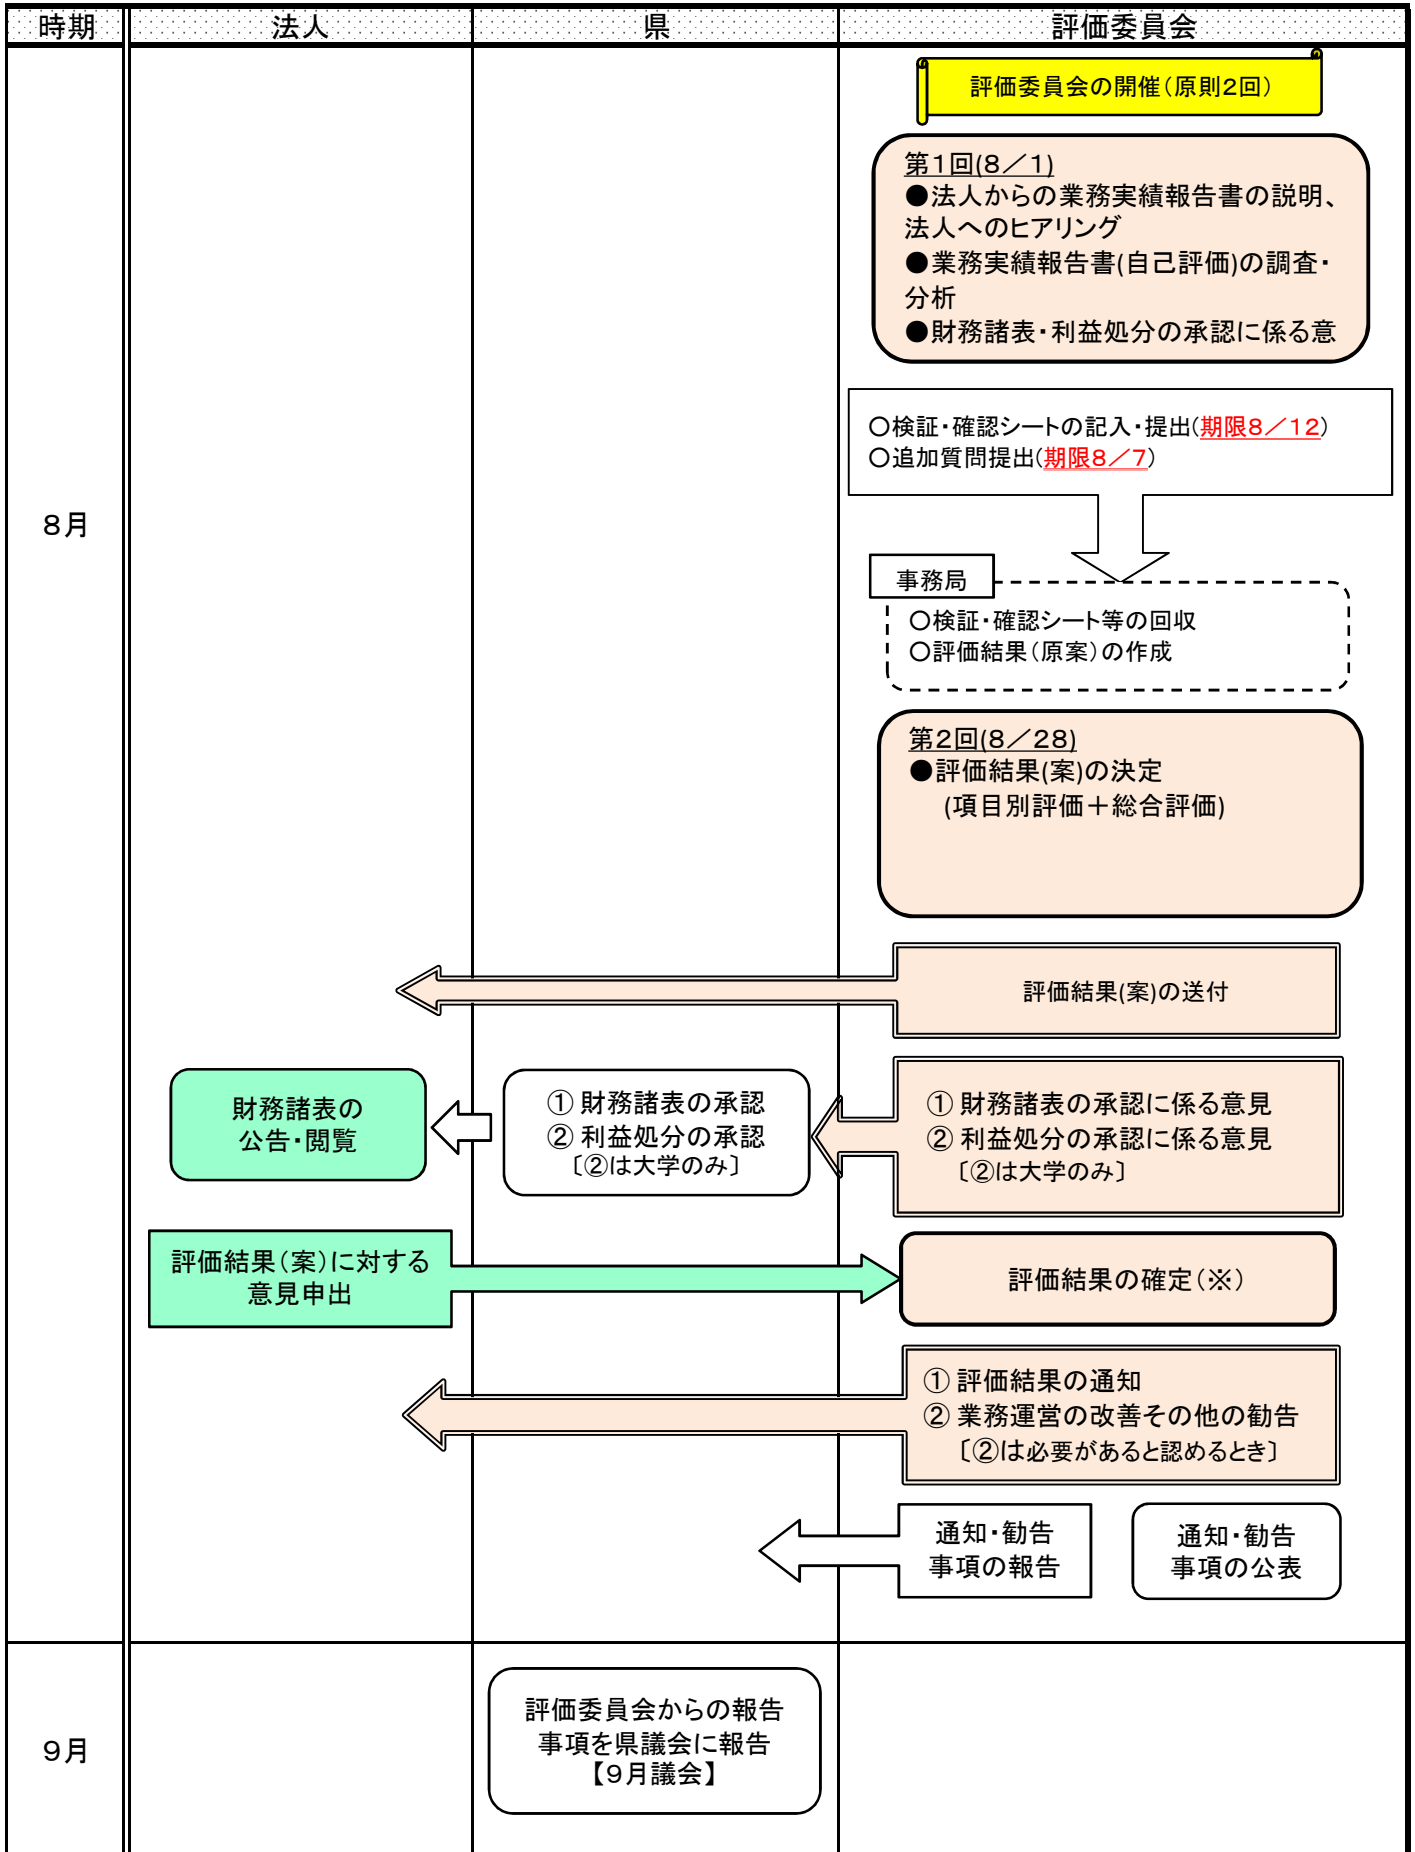 時期
法人
県
評価委員会
8月
評価委員会の開催（原則2回）
第1回(8／1)
●法人からの業務実績報告書の説明、
法人へのヒアリング
●業務実績報告書(自己評価)の調査・
分析
●財務諸表・利益処分の承認に係る意
○検証・確認シートの記入・提出(期限8／12)
○追加質問提出(期限8／7)
事務局
○検証・確認シート等の回収
○評価結果（原案）の作成
第2回(8／28)
●評価結果(案)の決定
(項目別評価＋総合評価)
評価結果(案)の送付
財務諸表の
公告・閲覧
① 財務諸表の承認
② 利益処分の承認
〔②は大学のみ〕
① 財務諸表の承認に係る意見
② 利益処分の承認に係る意見
〔②は大学のみ〕
評価結果（案）に対する
意見申出
評価結果の確定（※）
① 評価結果の通知
② 業務運営の改善その他の勧告
〔②は必要があると認めるとき〕
通知・勧告
事項の報告
通知・勧告
事項の公表
9月
評価委員会からの報告
事項を県議会に報告
【9月議会】